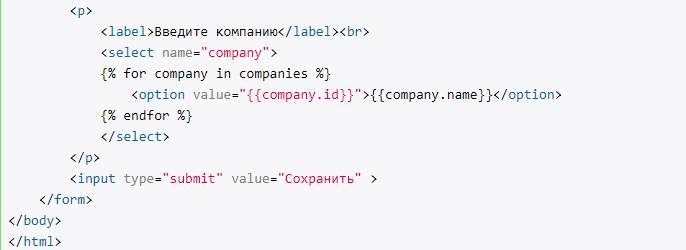 <p>
<label>Введите компанию</label><br>
<select name="company">
{% for company in companies %}
<option value="{{company.id}}">{{company.name}}</option>
{% endfor %}
</select>
</p>
<input type="submit" value="Сохранить" >
</form>
</body>
</html>